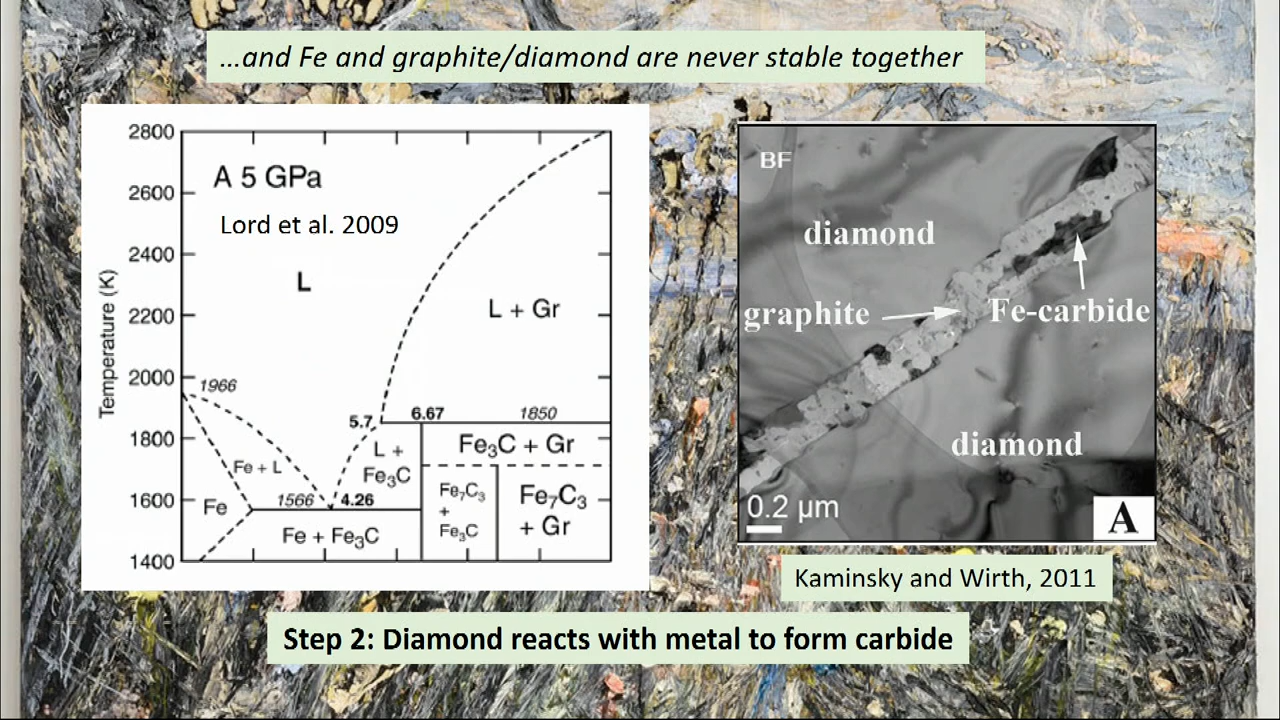 ...and Fe and graphite/diamond are never stable together
2800
2600
2400
2200
2000
1800
1600
1400
Temperature (K)
A 5 GPa
Lord et al. 2009
L
L + Gr
1966
5.7
6.67
1850
L +
Fe₃C
Fe₃C + Gr
Fe + L
Fe
1566
4.26
Fe₇C₃
+
Fe₃C
Fe₇C₃
+ Gr
Fe + Fe₃C
BF
diamond
graphite
Fe-carbide
diamond
0.2 µm
A
Kaminsky and Wirth, 2011
Step 2: Diamond reacts with metal to form carbide